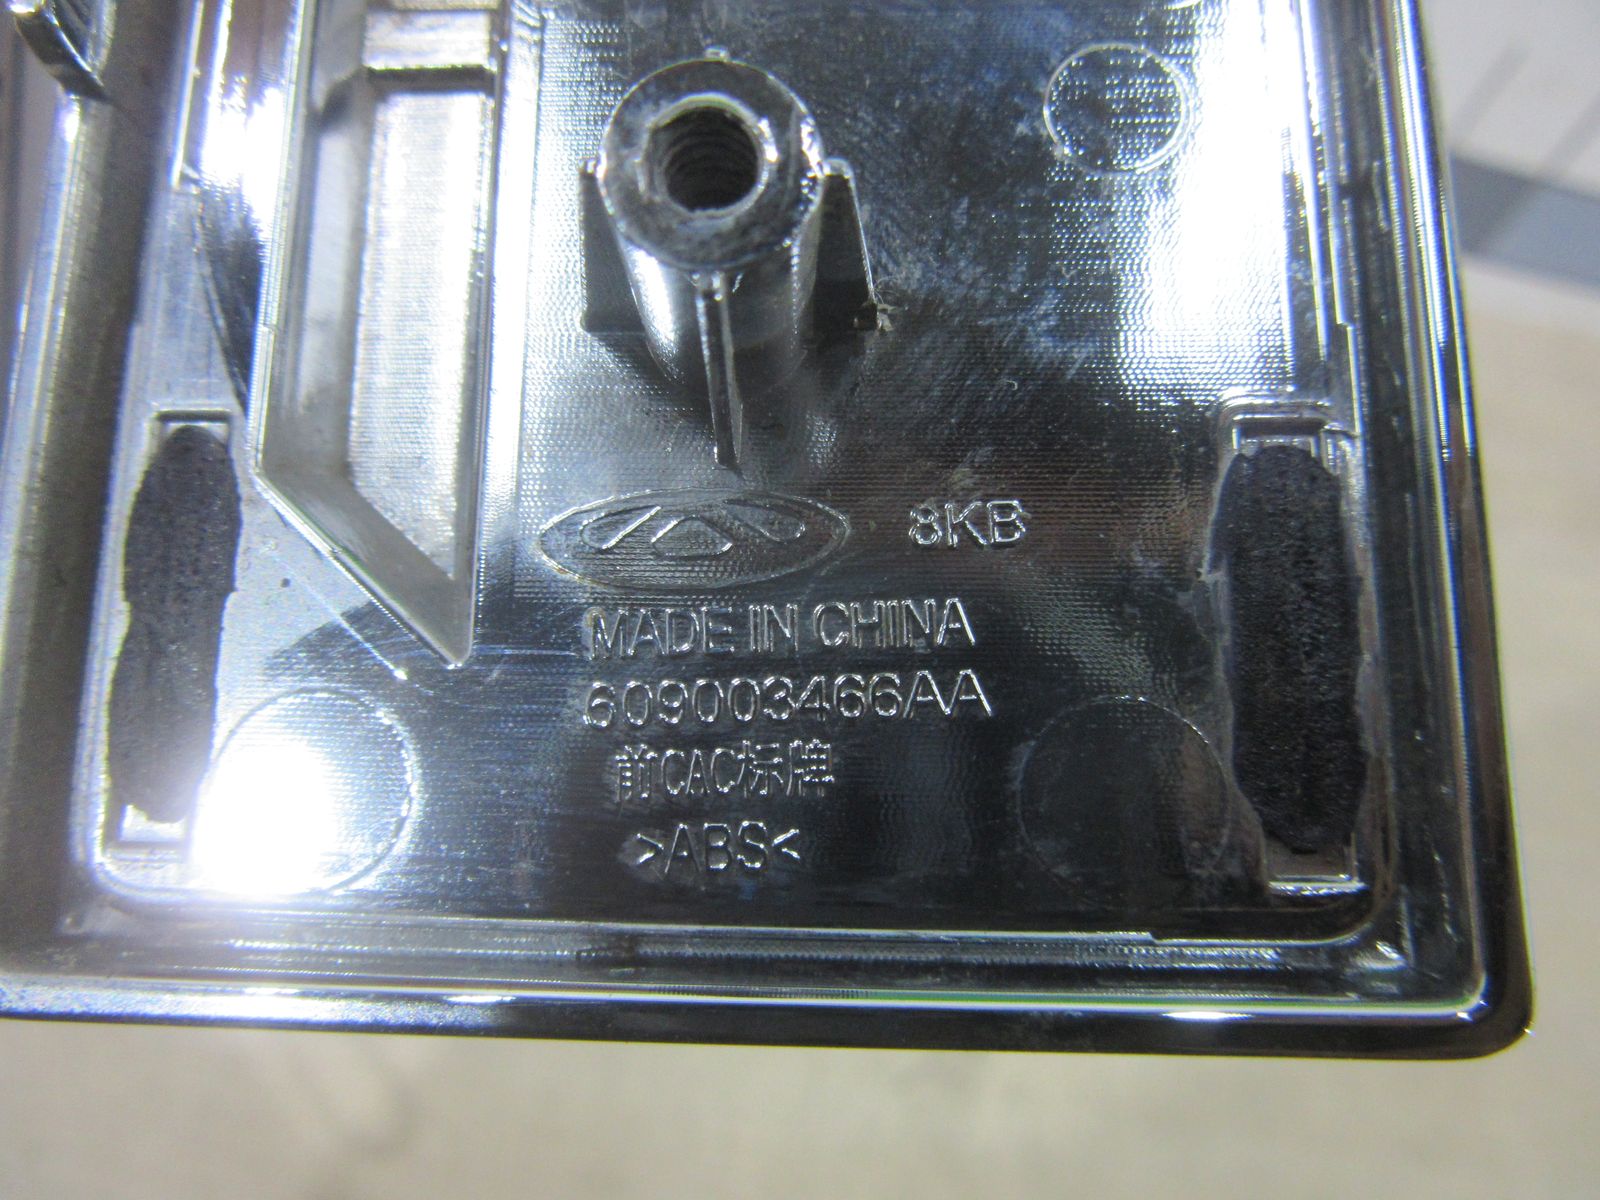 8KB
MADE IN CHINA
609003466AA
前CAC标牌
>ABS<